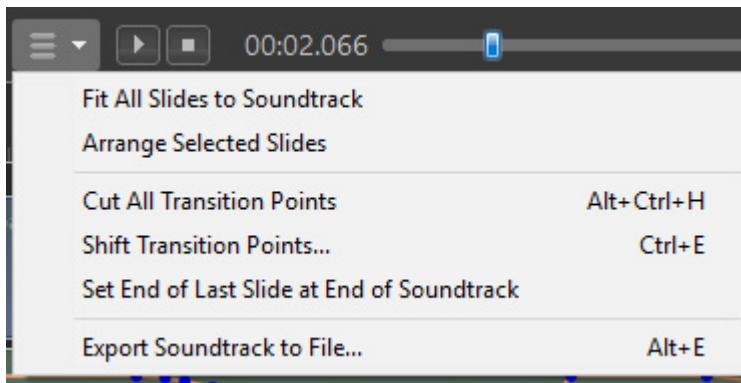 00:02.066
Fit All Slides to Soundtrack
Arrange Selected Slides
Cut All Transition Points Alt+Ctrl+H
Shift Transition Points... Ctrl+E
Set End of Last Slide at End of Soundtrack
Export Soundtrack to File... Alt+E